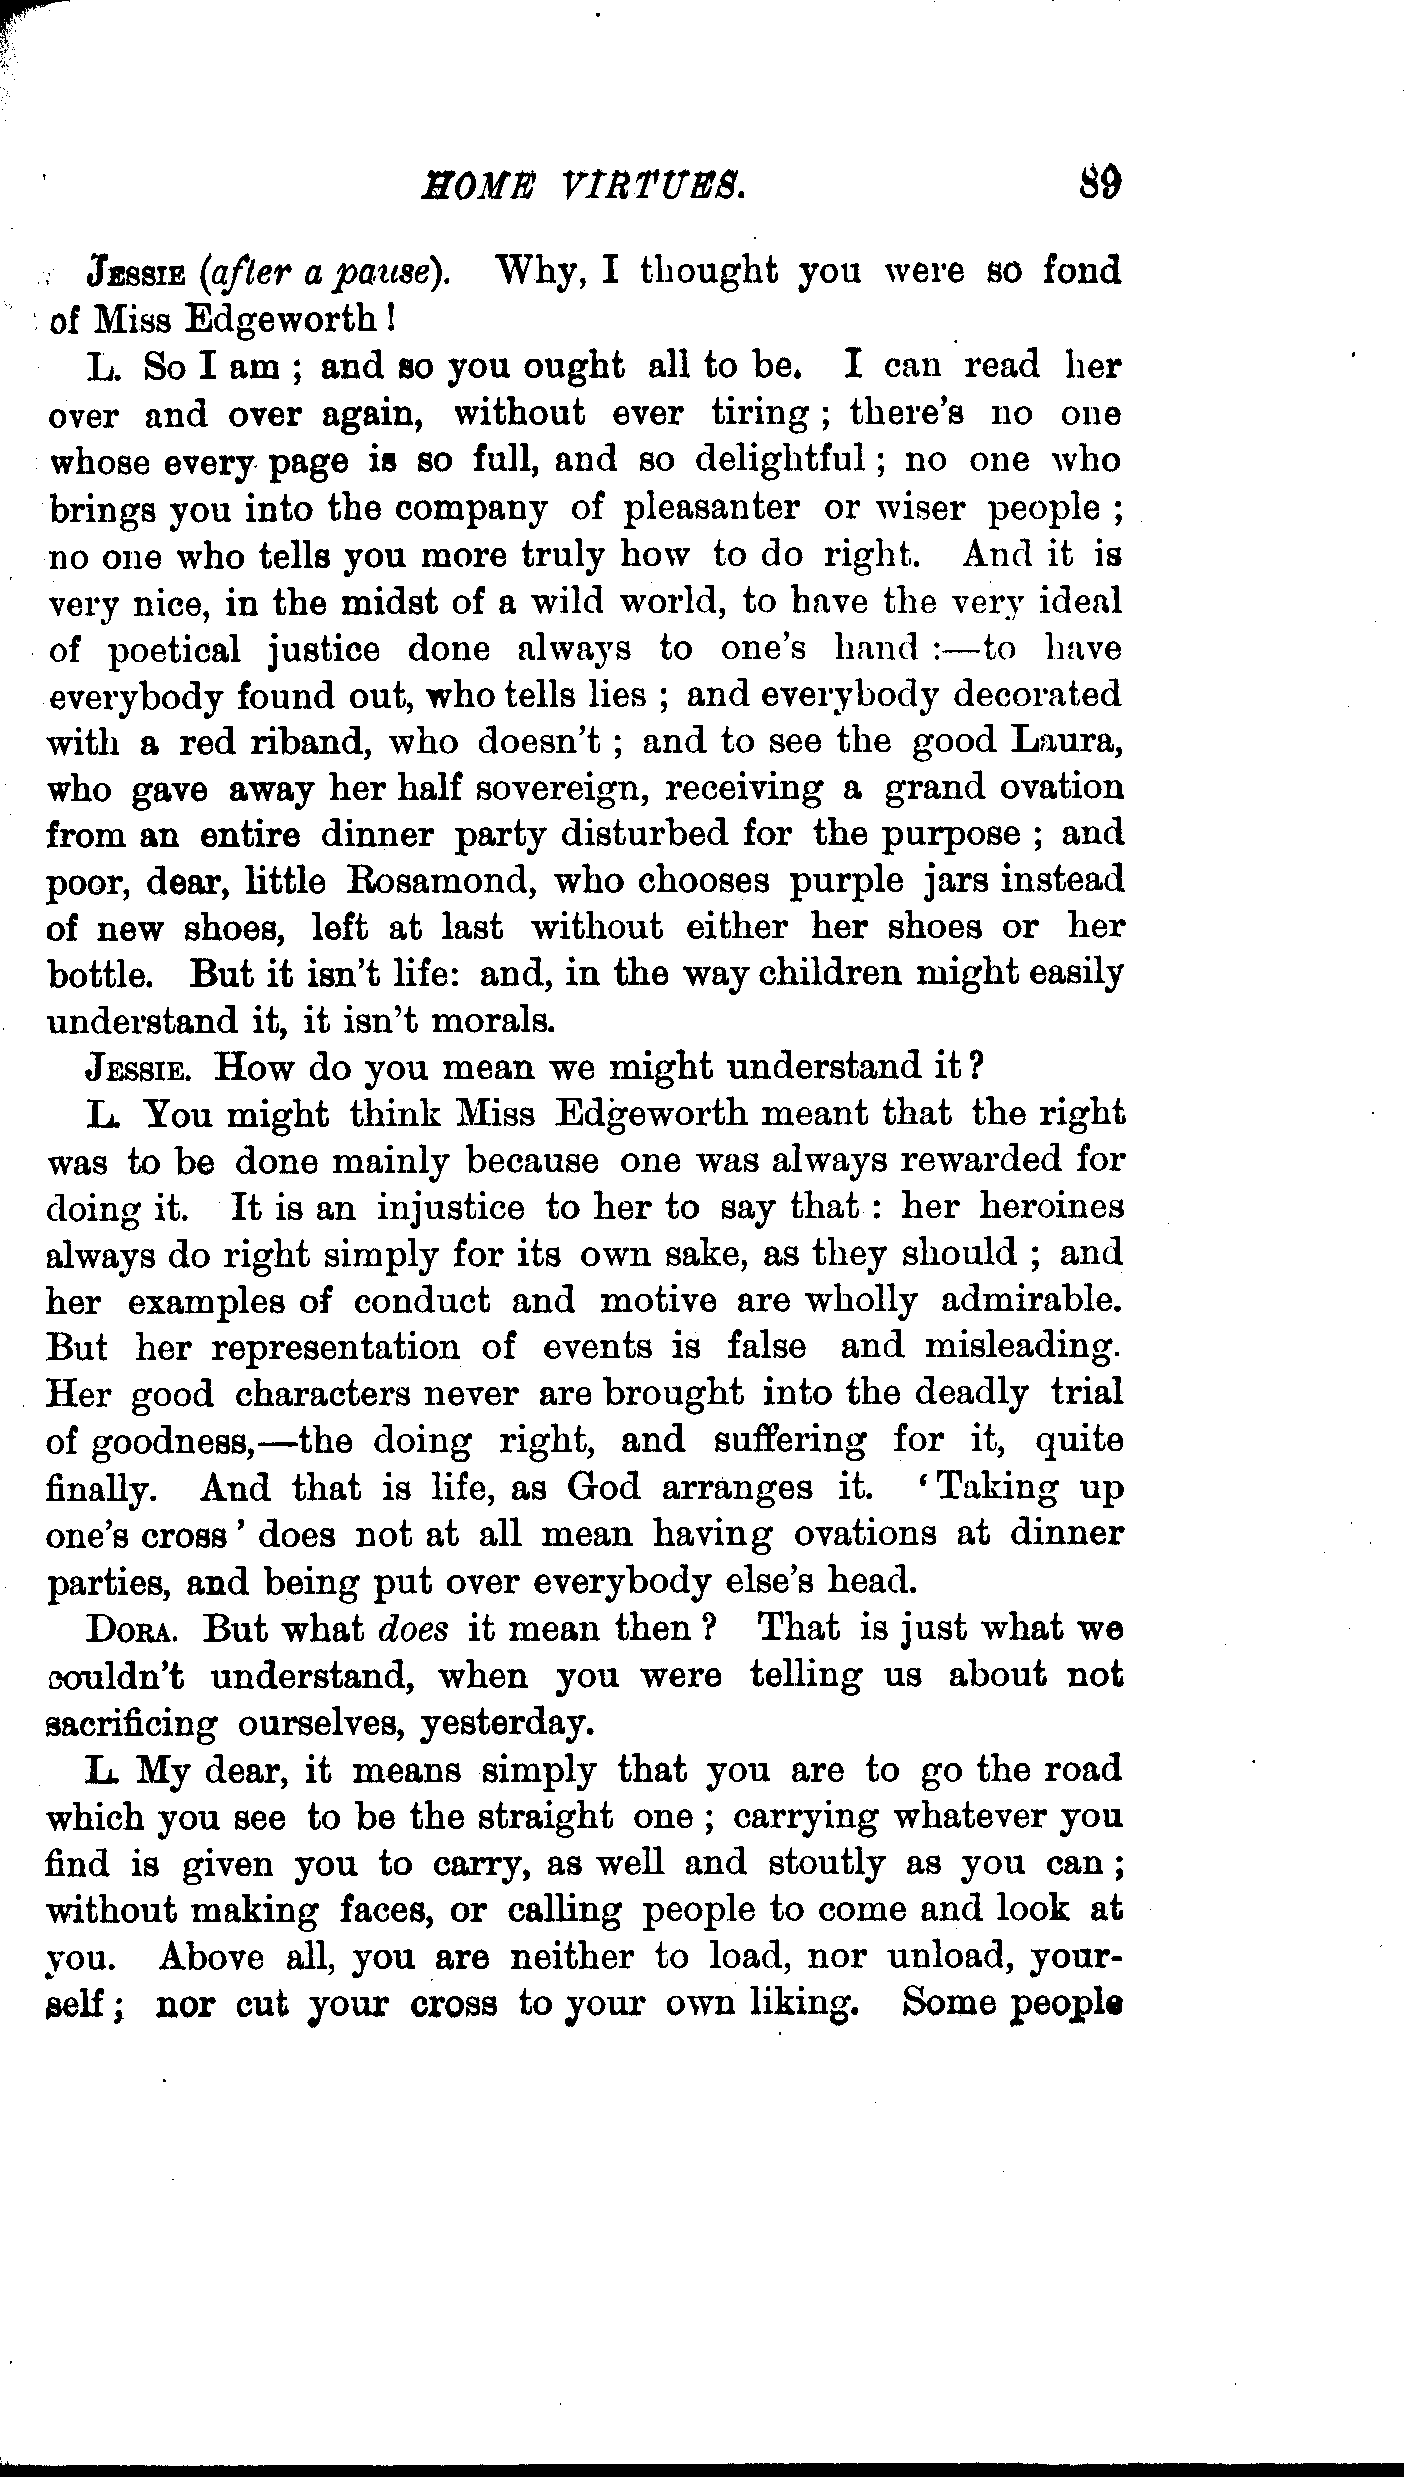 HOME VIRTUES. 89
JESSIE (after a pause). Why, I thought you were so fond
of Miss Edgeworth!
L. So I am; and so you ought all to be. I can read her
over and over again, without ever tiring; there's no one
whose every page is so full, and so delightful; no one who
brings you into the company of pleasanter or wiser people;
no one who tells you more truly how to do right. And it is
very nice, in the midst of a wild world, to have the very ideal
of poetical justice done always to one's hand:—to have
everybody found out, who tells lies; and everybody decorated
with a red riband, who doesn't; and to see the good Laura,
who gave away her half sovereign, receiving a grand ovation
from an entire dinner party disturbed for the purpose; and
poor, dear, little Rosamond, who chooses purple jars instead
of new shoes, left at last without either her shoes or her
bottle. But it isn't life: and, in the way children might easily
understand it, it isn't morals.
JESSIE. How do you mean we might understand it?
L. You might think Miss Edgeworth meant that the right
was to be done mainly because one was always rewarded for
doing it. It is an injustice to her to say that: her heroines
always do right simply for its own sake, as they should; and
her examples of conduct and motive are wholly admirable.
But her representation of events is false and misleading.
Her good characters never are brought into the deadly trial
of goodness,—the doing right, and suffering for it, quite
finally. And that is life, as God arranges it. 'Taking up
one's cross' does not at all mean having ovations at dinner
parties, and being put over everybody else's head.
DORA. But what does it mean then? That is just what we
couldn't understand, when you were telling us about not
sacrificing ourselves, yesterday.
L. My dear, it means simply that you are to go the road
which you see to be the straight one; carrying whatever you
find is given you to carry, as well and stoutly as you can;
without making faces, or calling people to come and look at
you. Above all, you are neither to load, nor unload, your-
self; nor cut your cross to your own liking. Some people